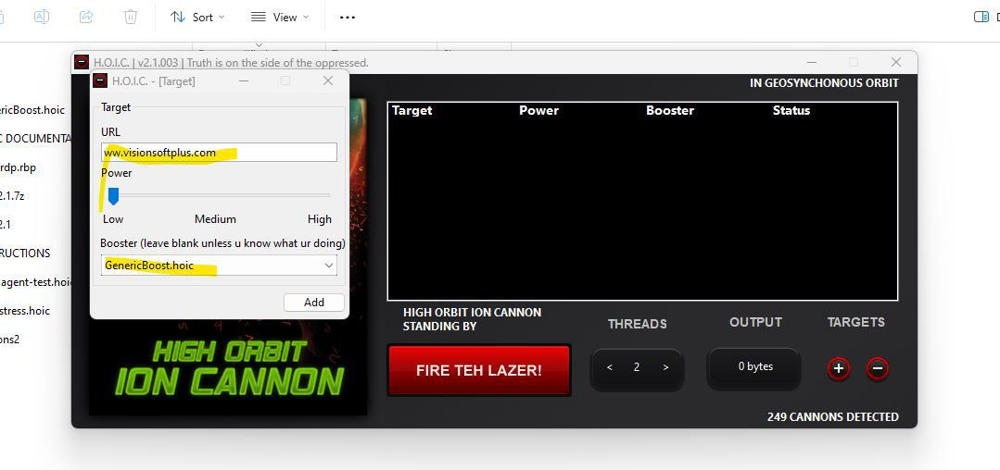 Sort
View
H.O.I.C. | v2.1.003 | Truth is on the side of the oppressed.
H.O.I.C. - [Target]
IN GEOSYNCHONOUS ORBIT
Target
URL
ww.visionsoftplus.com
Power
Low Medium High
Booster (leave blank unless u know what ur doing)
GenericBoost.hoic
Add
Target Power Booster Status
ericBoost.hoic
C DOCUMENTA
rdp.rbp
2.1.7z
2.1
RUCTIONS
agent-test.hoic
stress.hoic
ons2
HIGH ORBIT
ION CANNON
HIGH ORBIT ION CANNON
STANDING BY
THREADS
OUTPUT
TARGETS
FIRE TEH LAZER!
< 2 >
0 bytes
+ −
249 CANNONS DETECTED